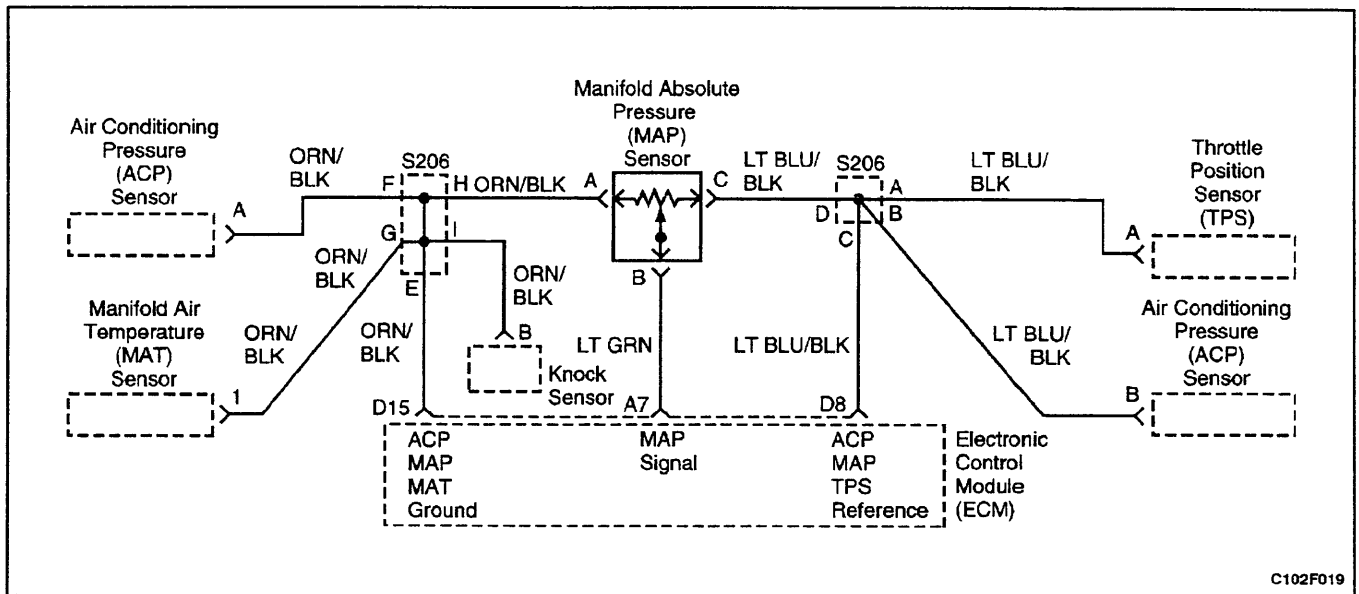 Manifold Absolute
Pressure
(MAP)
Sensor
Air Conditioning
Pressure
(ACP)
Sensor
A
ORN/
BLK
S206
F
H
ORN/BLK
A
C
LT BLU/
BLK
S206
A
B
D
C
LT BLU/
BLK
Throttle
Position
Sensor
(TPS)
A
G
I
E
B
ORN/
BLK
ORN/
BLK
Manifold Air
Temperature
(MAT)
Sensor
1
ORN/
BLK
ORN/
BLK
B
Knock
Sensor
LT GRN
LT BLU/BLK
LT BLU/
BLK
Air Conditioning
Pressure
(ACP)
Sensor
B
D15
A7
D8
ACP
MAP
MAT
Ground
MAP
Signal
ACP
MAP
TPS
Reference
Electronic
Control
Module
(ECM)
C102F019